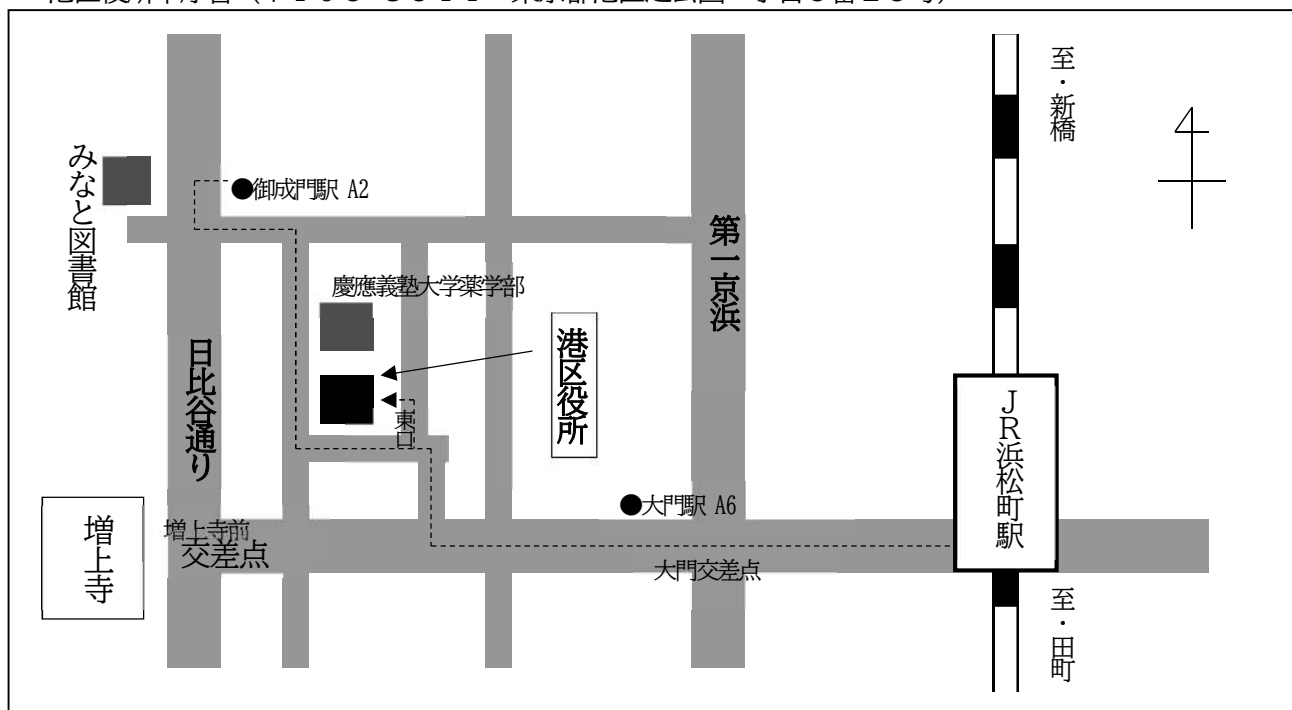 至・新橋
みなと図書館
●御成門駅 A2
第一京浜
慶應義塾大学薬学部
港区役所
日比谷通り
東口
JR浜松町駅
●大門駅 A6
増上寺
増上寺前
交差点
大門交差点
至・田町